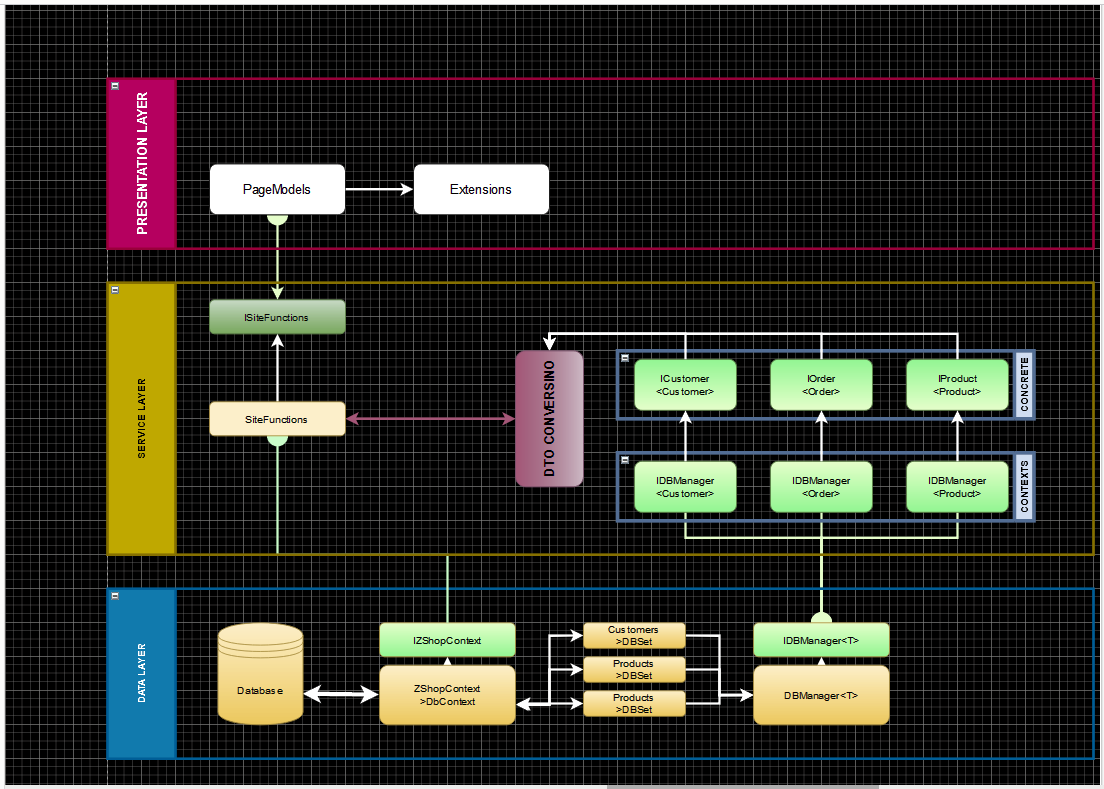 PRESENTATION LAYER
PageModels
Extensions
SERVICE LAYER
ISiteFunctions
SiteFunctions
DTO CONVERSINO
ICustomer
<Customer>
IOrder
<Order>
IProduct
<Product>
CONCRETE
IDBManager
<Customer>
IDBManager
<Order>
IDBManager
<Product>
CONTEXTS
DATA LAYER
Database
IZShopContext
ZShopContext
>DbContext
Customers
>DBSet
Products
>DBSet
Products
>DBSet
IDBManager<T>
DBManager<T>